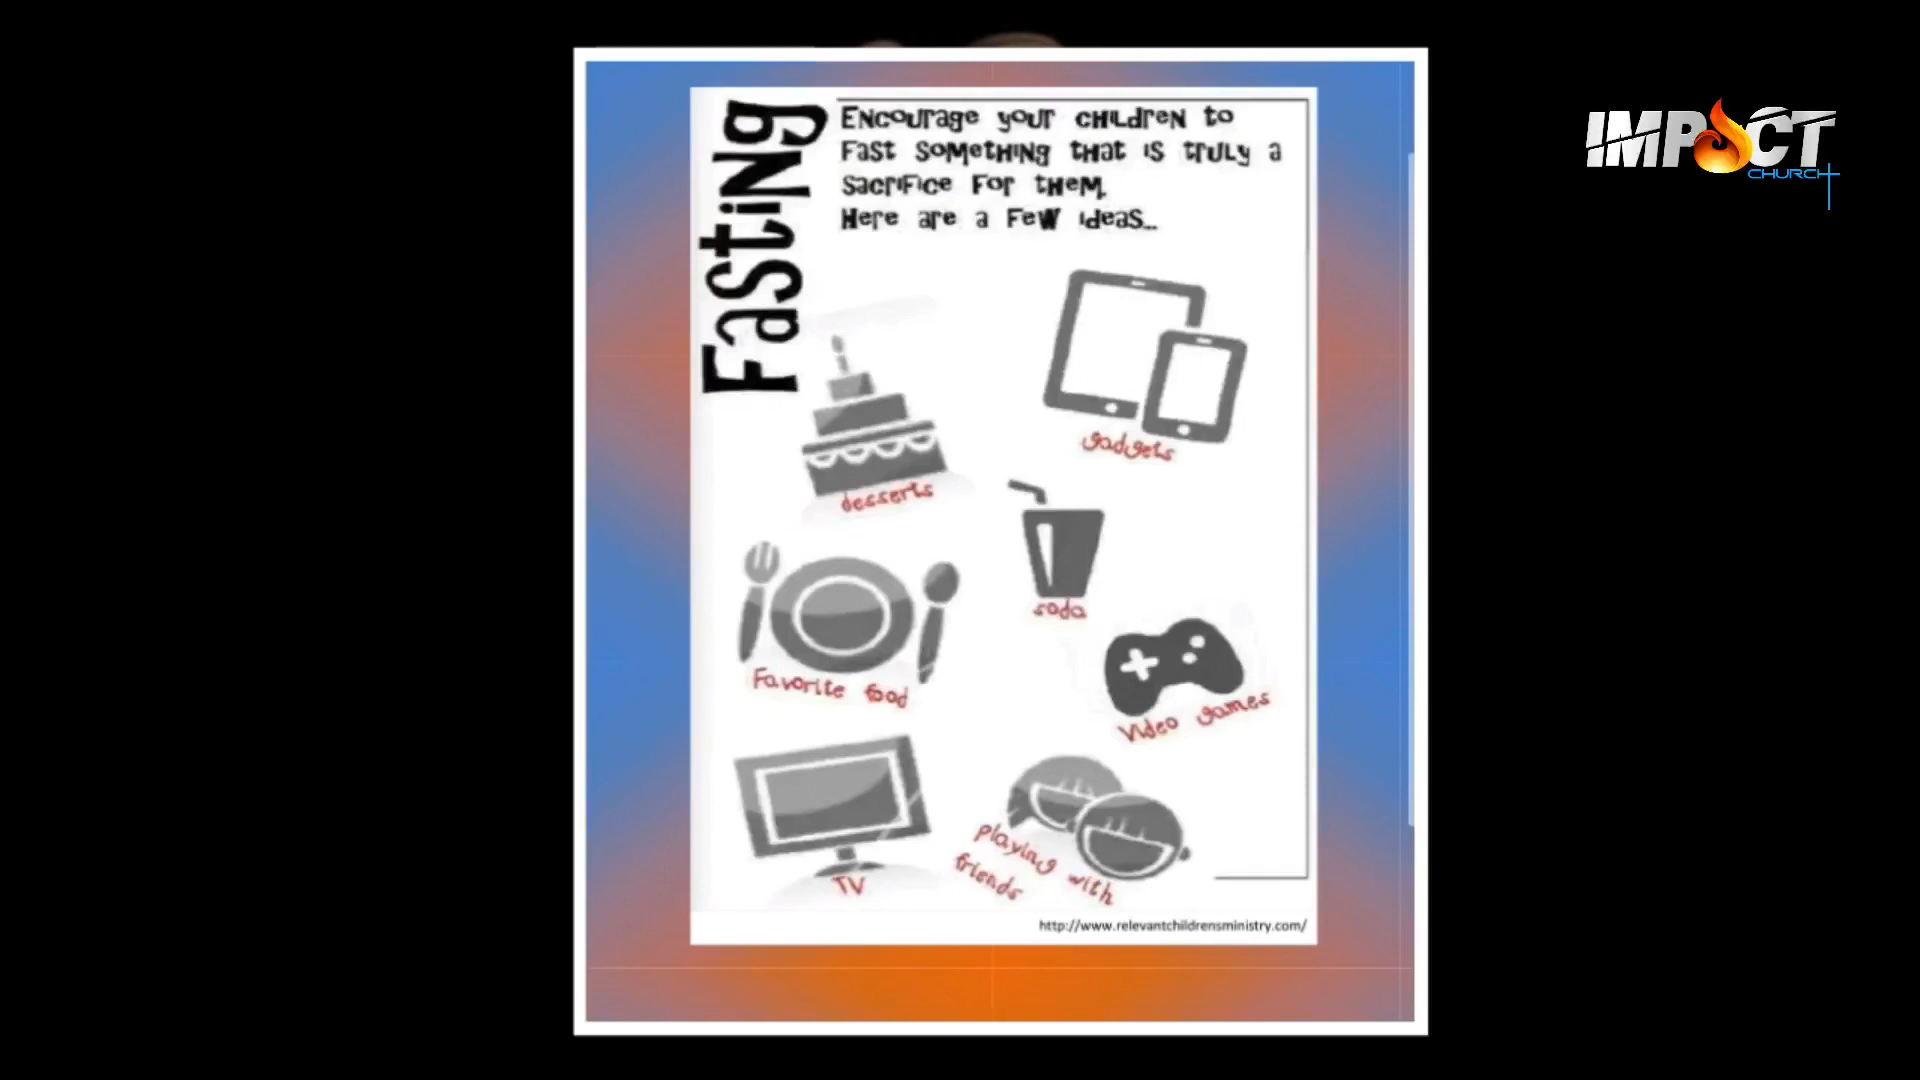 Fasting
Encourage your children to
fast something that is truly a
sacrifice for them.
Here are a few ideas...
gadgets
desserts
soda
Favorite food
Video games
TV
playing with
friends
http://www.relevantchildrensministry.com/
IMPACT
CHURCH